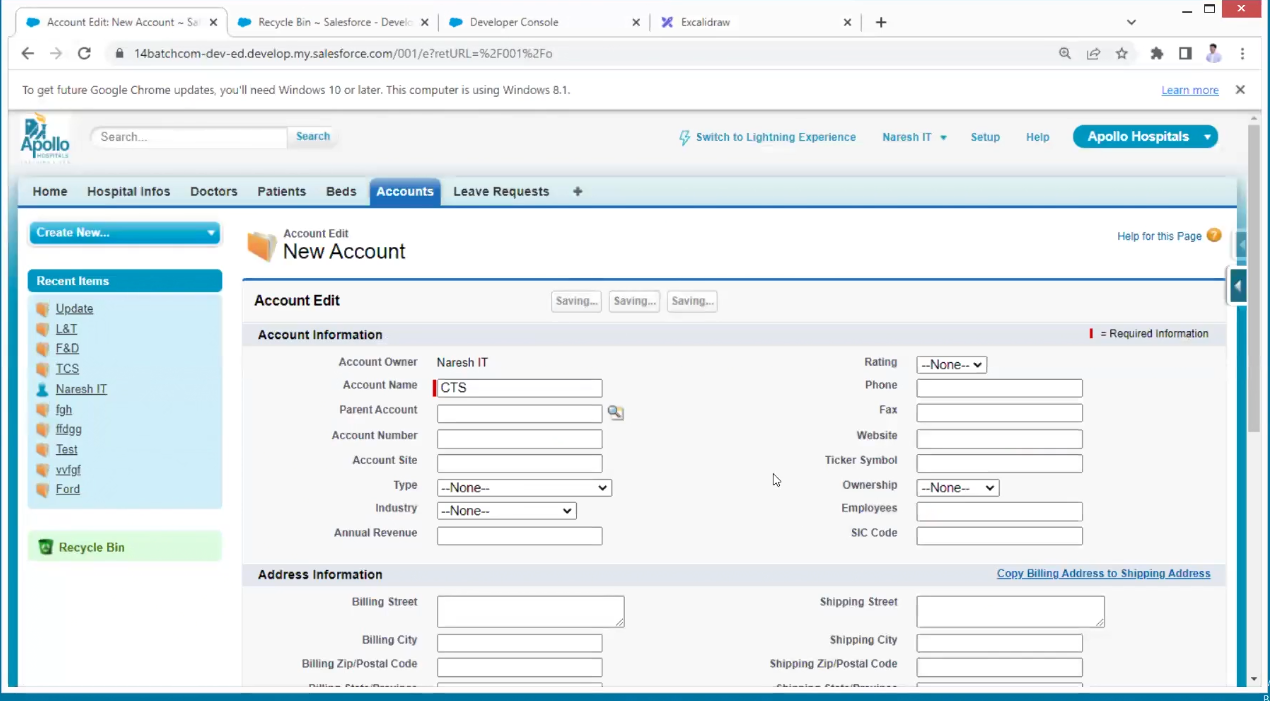 Account Edit: New Account ~ Sa
Recycle Bin ~ Salesforce - Develo
Developer Console
Excalidraw
14batchcom-dev-ed.develop.my.salesforce.com/001/e?retURL=%2F001%2Fo
To get future Google Chrome updates, you'll need Windows 10 or later. This computer is using Windows 8.1.
Learn more
Apollo
HOSPITALS
Search...
Search
Switch to Lightning Experience
Naresh IT
Setup
Help
Apollo Hospitals
Home
Hospital Infos
Doctors
Patients
Beds
Accounts
Leave Requests
Create New...
Recent Items
Update
L&T
F&D
TCS
Naresh IT
fgh
ffdgg
Test
vvfgf
Ford
Recycle Bin
Account Edit
New Account
Help for this Page
Account Edit
Saving...
Saving...
Saving...
Account Information
= Required Information
Account Owner Naresh IT
Rating --None--
Account Name CTS
Phone
Parent Account
Fax
Account Number
Website
Account Site
Ticker Symbol
Type --None--
Ownership --None--
Industry --None--
Employees
Annual Revenue
SIC Code
Address Information
Copy Billing Address to Shipping Address
Billing Street
Shipping Street
Billing City
Shipping City
Billing Zip/Postal Code
Shipping Zip/Postal Code